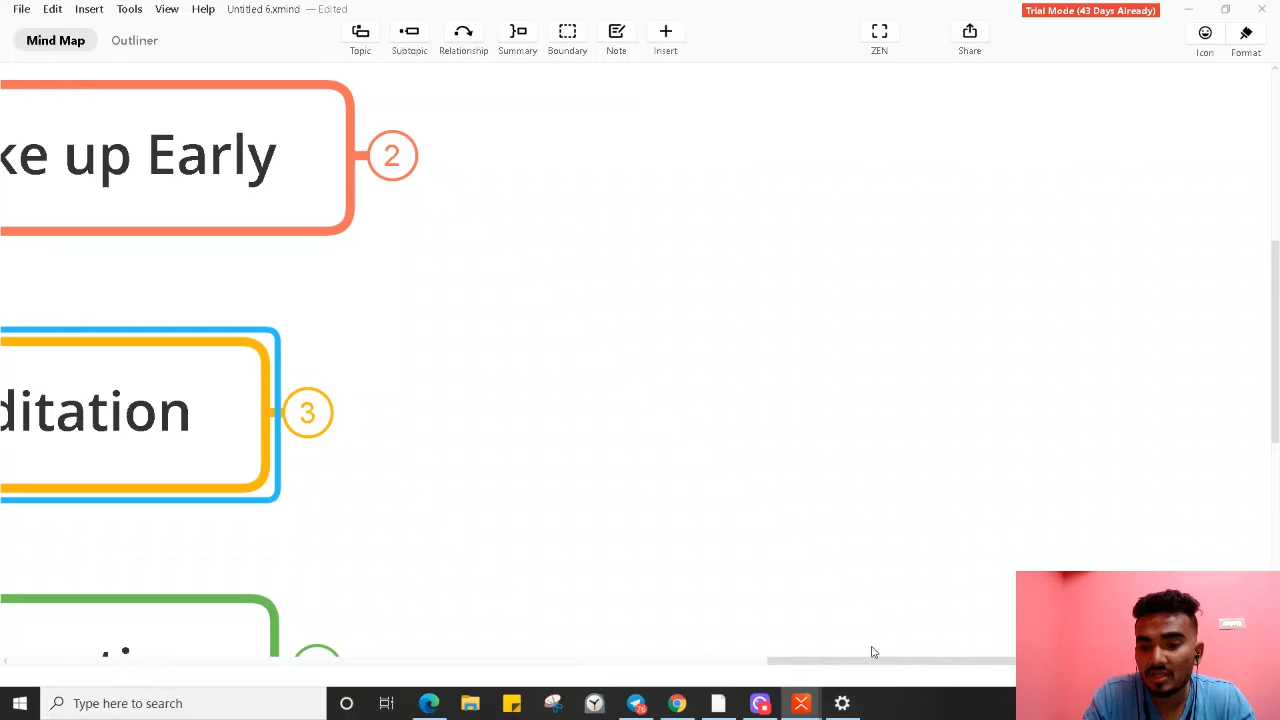 File Edit Insert Tools View Help Untitled 6.xmind — Edited
Trial Mode (43 Days Already)
Mind Map Outliner
Topic Subtopic Relationship Summary Boundary Note Insert ZEN Share Icon Format
ke up Early 2
ditation 3
Type here to search
76